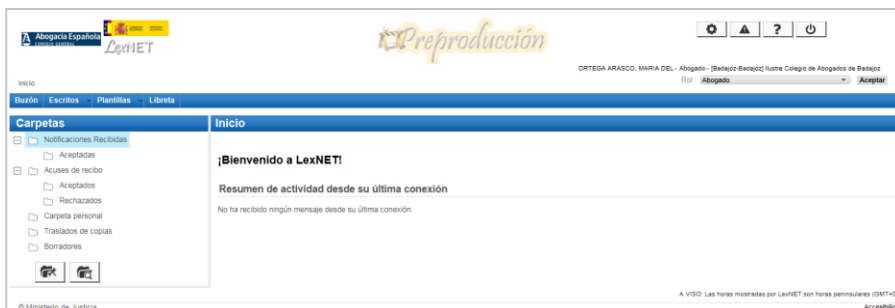 Abogacía Española
CONSEJO GENERAL
LexNET
Preproducción
?
ORTEGA ARASCO, MARIA DEL - Abogado - [Badajoz-Badajoz] Ilustre Colegio de Abogados de Badajoz
Rol: Abogado Aceptar
Inicio
Buzón Escritos Plantillas Libreta
Carpetas
Inicio
Notificaciones Recibidas
Aceptadas
Acuses de recibo
Aceptados
Rechazados
Carpeta personal
Traslados de copias
Borradores
¡Bienvenido a LexNET!
Resumen de actividad desde su última conexión
No ha recibido ningún mensaje desde su última conexión
A VISO: Las horas mostradas por LexNET son horas peninsulares (GMT+0
© Ministerio de Justicia